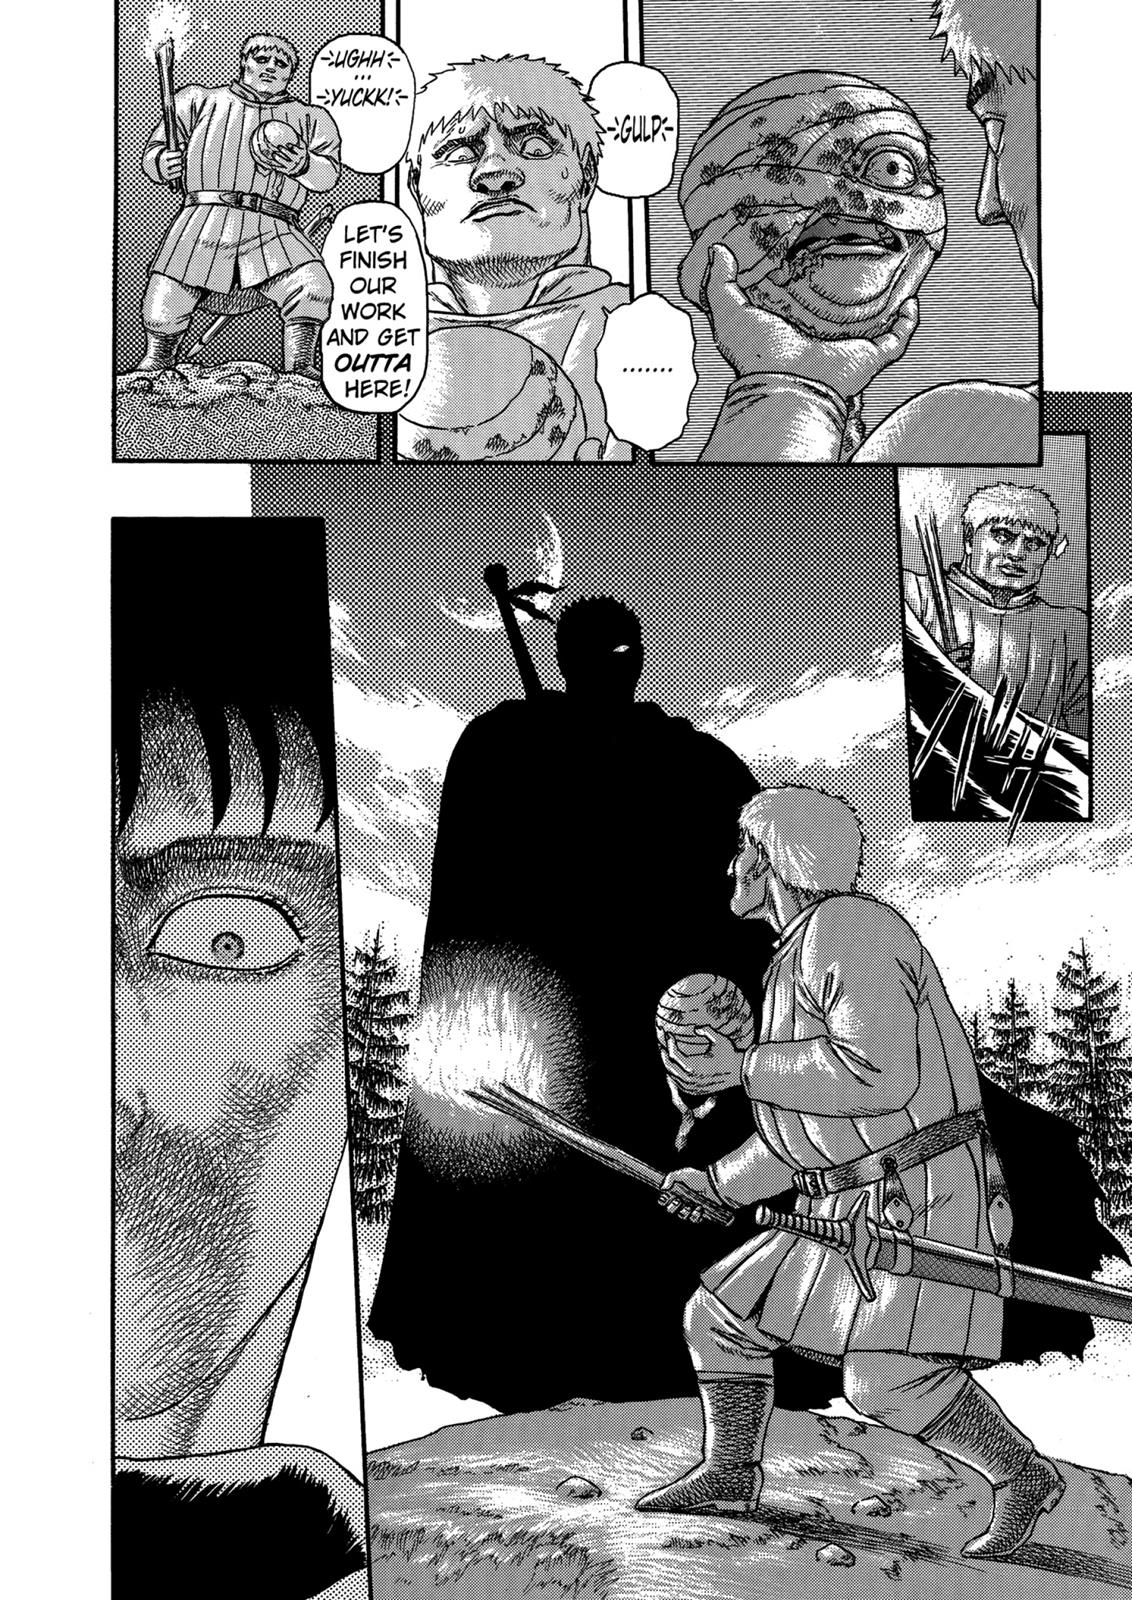 -GULP-
.......
-UGHH-
...
-YUCKK!-
LET'S
FINISH
OUR
WORK
AND GET
OUTTA
HERE!